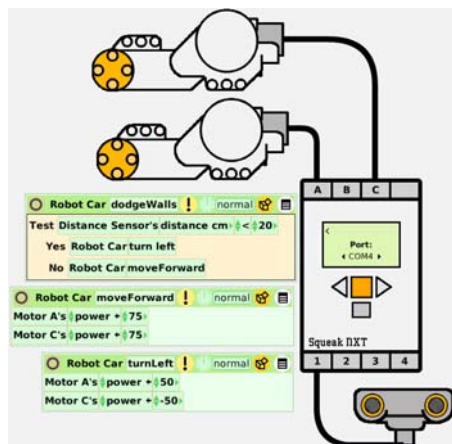 A B C
Robot Car dodgeWalls ! normal
Test Distance Sensor's distance cm < 20
Yes Robot Car turn left
No Robot Car moveForward
<
Port:
COM4
Robot Car moveForward ! normal
Motor A's power ← 75
Motor C's power ← 75
Squeak NXT
1 2 3 4
Robot Car turnLeft ! normal
Motor A's power ← 50
Motor C's power ← -50